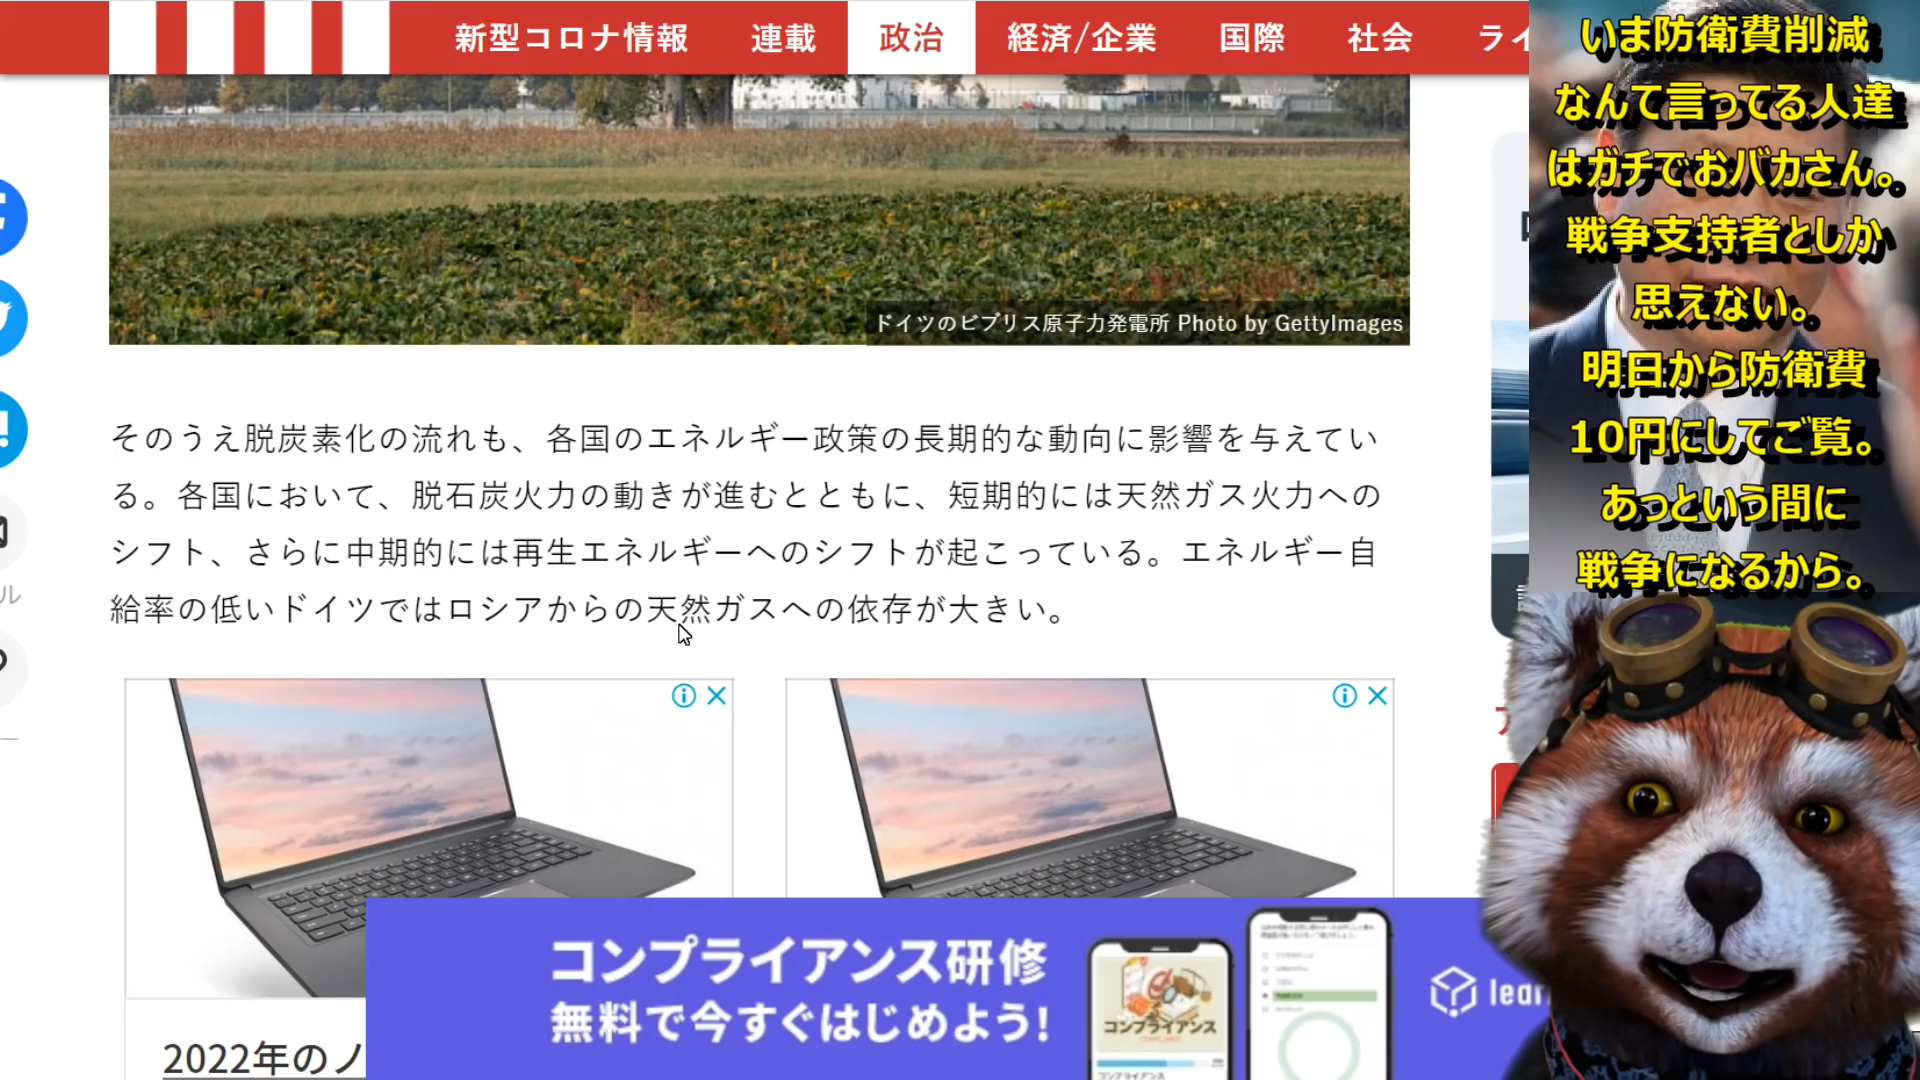 新型コロナ情報 連載 政治 経済/企業 国際 社会 ライ
ドイツのビブリス原子力発電所 Photo by GettyImages
そのうえ脱炭素化の流れも、各国のエネルギー政策の長期的な動向に影響を与えてい
る。各国において、脱石炭火力の動きが進むとともに、短期的には天然ガス火力への
シフト、さらに中期的には再生エネルギーへのシフトが起こっている。エネルギー自
給率の低いドイツではロシアからの天然ガスへの依存が大きい。
2022年のノ
コンプライアンス研修
無料で今すぐはじめよう!
コンプライアンス
コンプライアンス
lear
ル
いま防衛費削減
なんて言ってる人達
はガチでおバカさん。
戦争支持者としか
思えない。
明日から防衛費
10円にしてご覧。
あっという間に
戦争になるから。